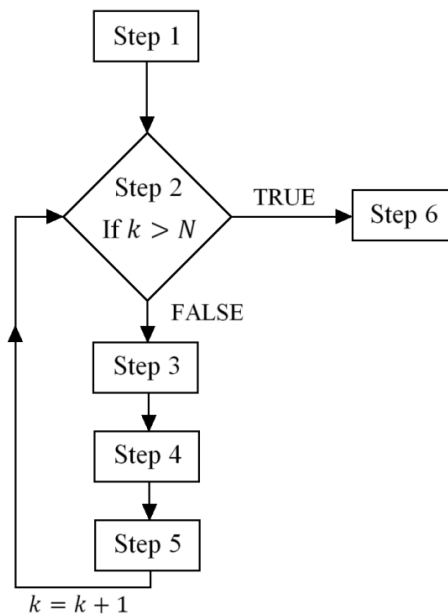 Step 1
Step 2
If k > N
TRUE
Step 6
FALSE
Step 3
Step 4
Step 5
k = k + 1